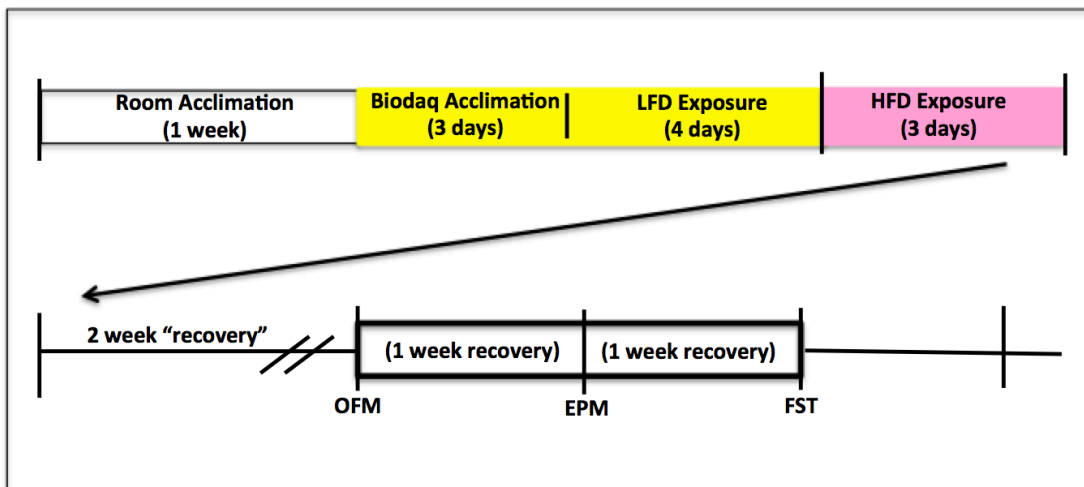 Room Acclimation
(1 week)
Biodaq Acclimation
(3 days)
LFD Exposure
(4 days)
HFD Exposure
(3 days)
2 week “recovery”
(1 week recovery)
(1 week recovery)
OFM
EPM
FST